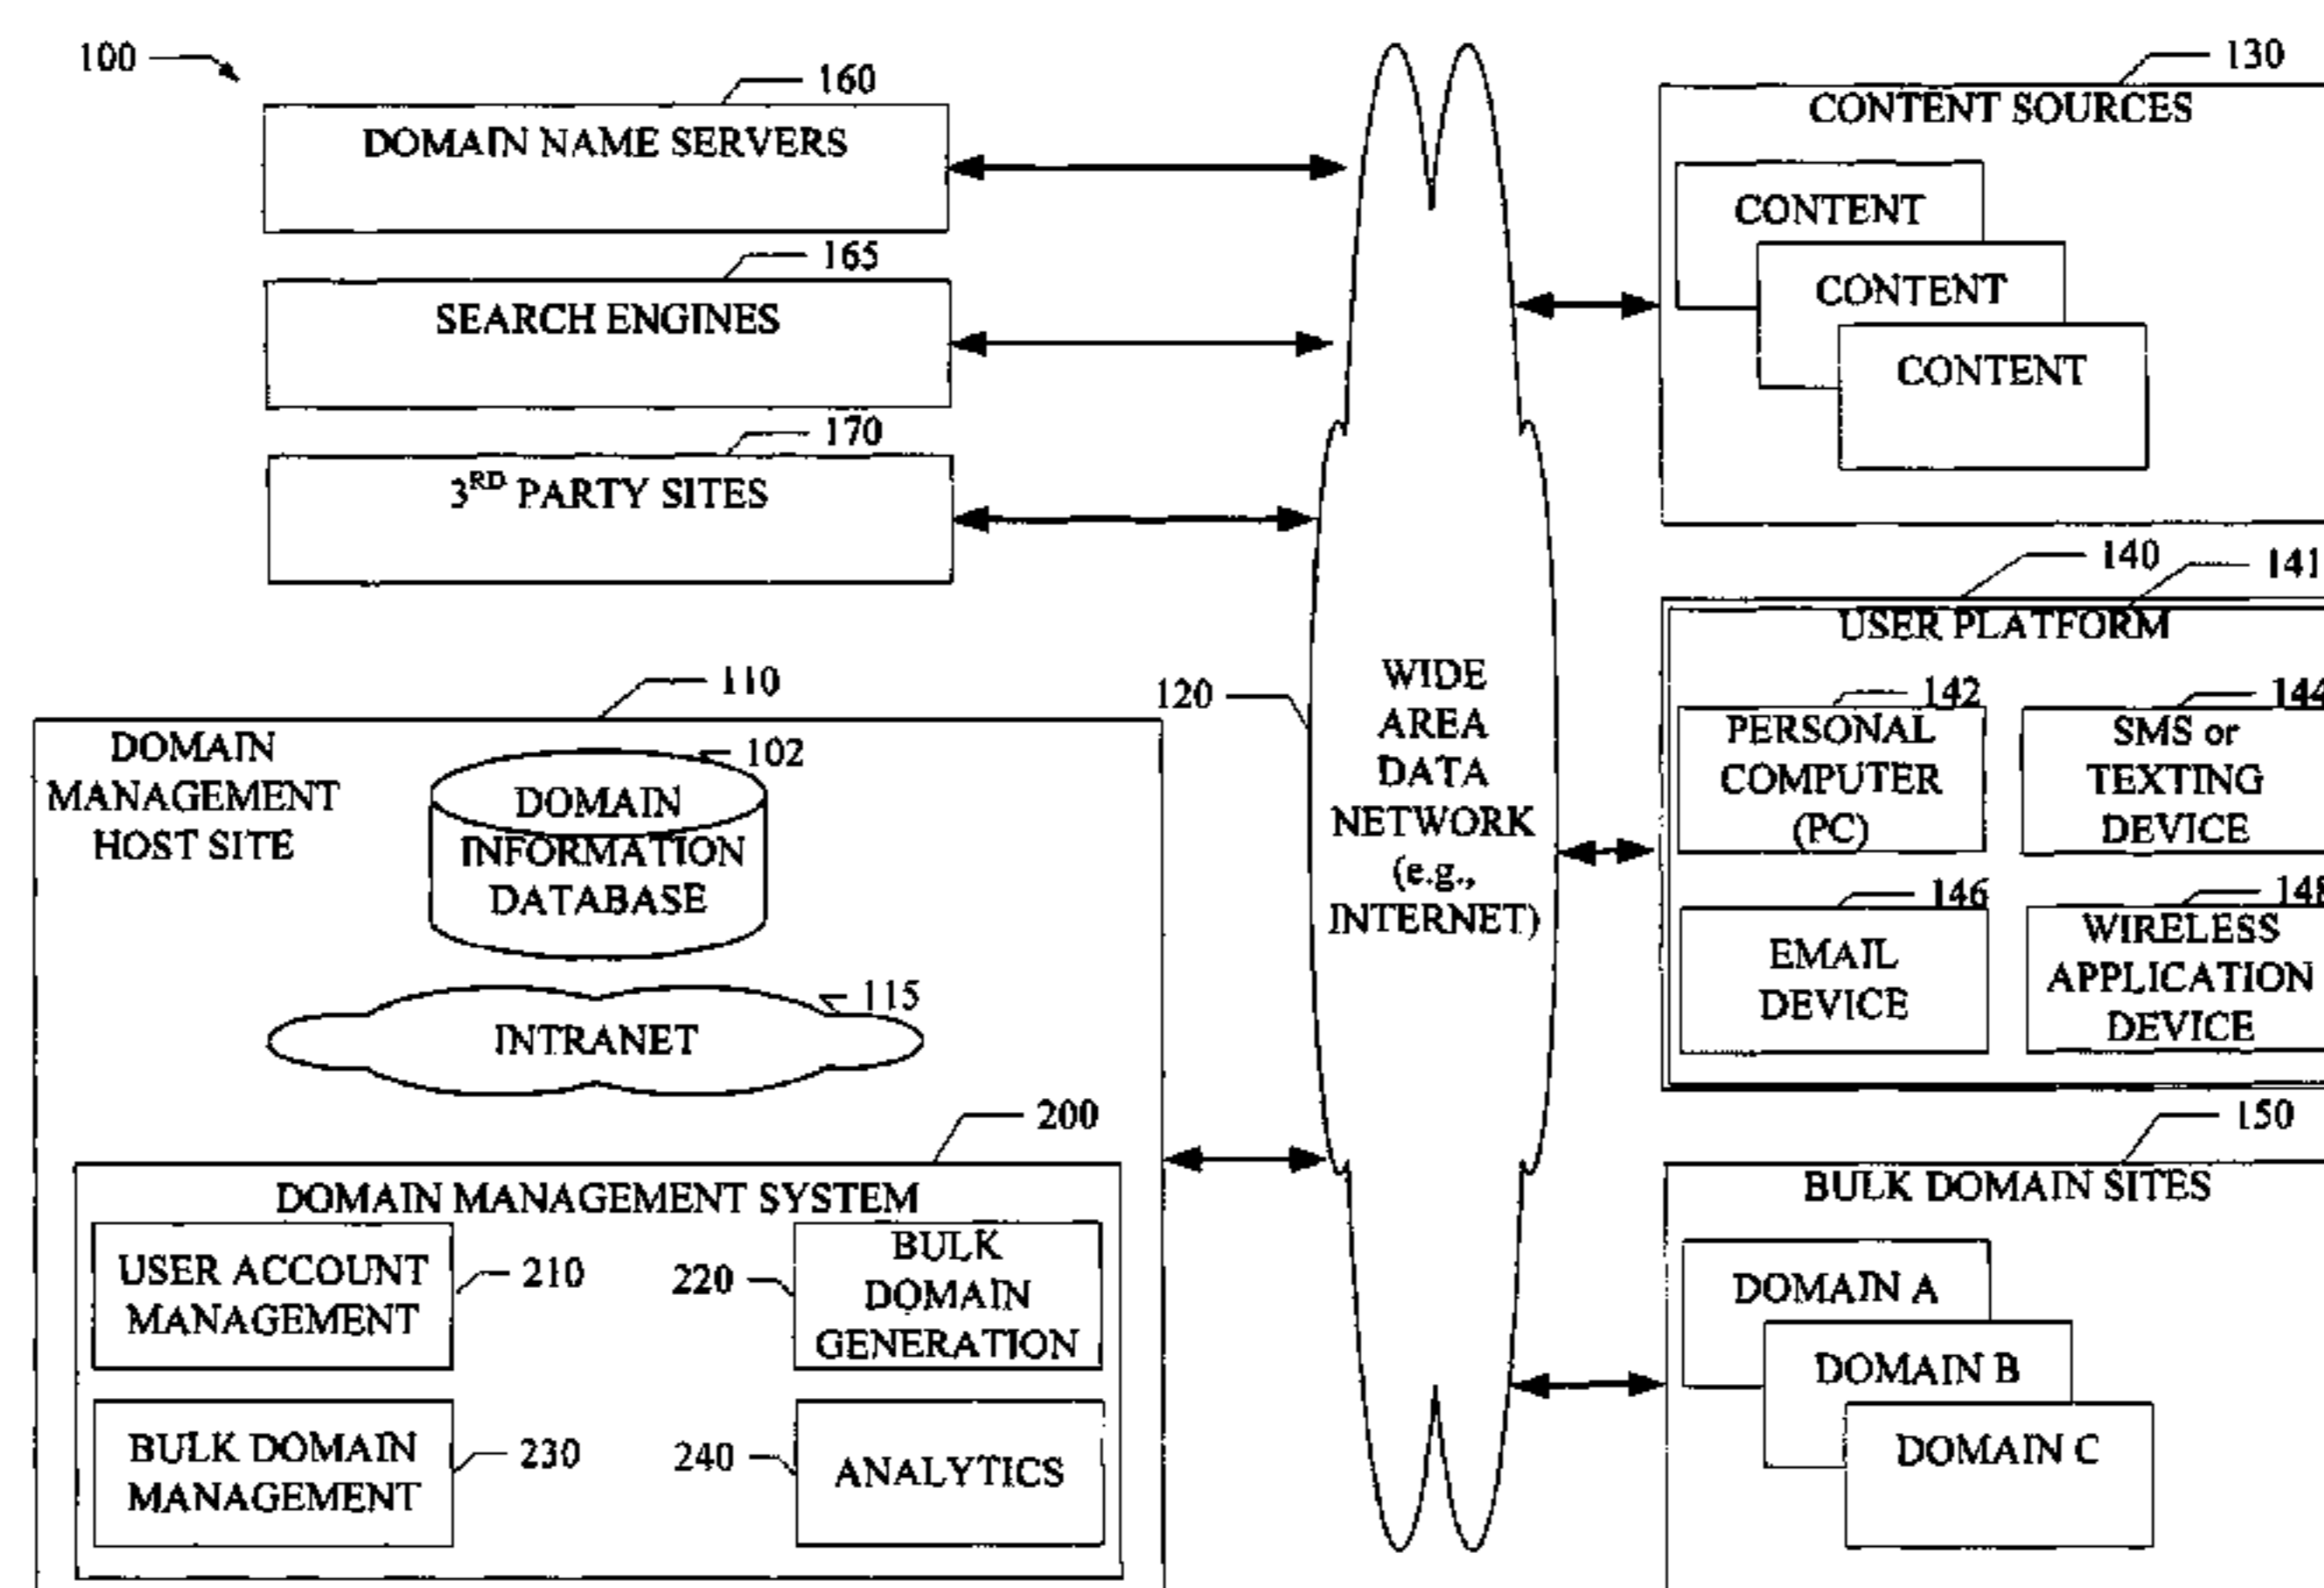 100
160
DOMAIN NAME SERVERS
165
SEARCH ENGINES
170
3RD PARTY SITES
110
DOMAIN
MANAGEMENT
HOST SITE
102
DOMAIN
INFORMATION
DATABASE
115
INTRANET
200
DOMAIN MANAGEMENT SYSTEM
USER ACCOUNT
MANAGEMENT
210
220
BULK
DOMAIN
GENERATION
BULK DOMAIN
MANAGEMENT
230
240
ANALYTICS
120
WIDE
AREA
DATA
NETWORK
(e.g.,
INTERNET)
130
CONTENT SOURCES
CONTENT
CONTENT
CONTENT
140
141
USER PLATFORM
142
PERSONAL
COMPUTER
(PC)
144
SMS or
TEXTING
DEVICE
146
EMAIL
DEVICE
148
WIRELESS
APPLICATION
DEVICE
150
BULK DOMAIN SITES
DOMAIN A
DOMAIN B
DOMAIN C